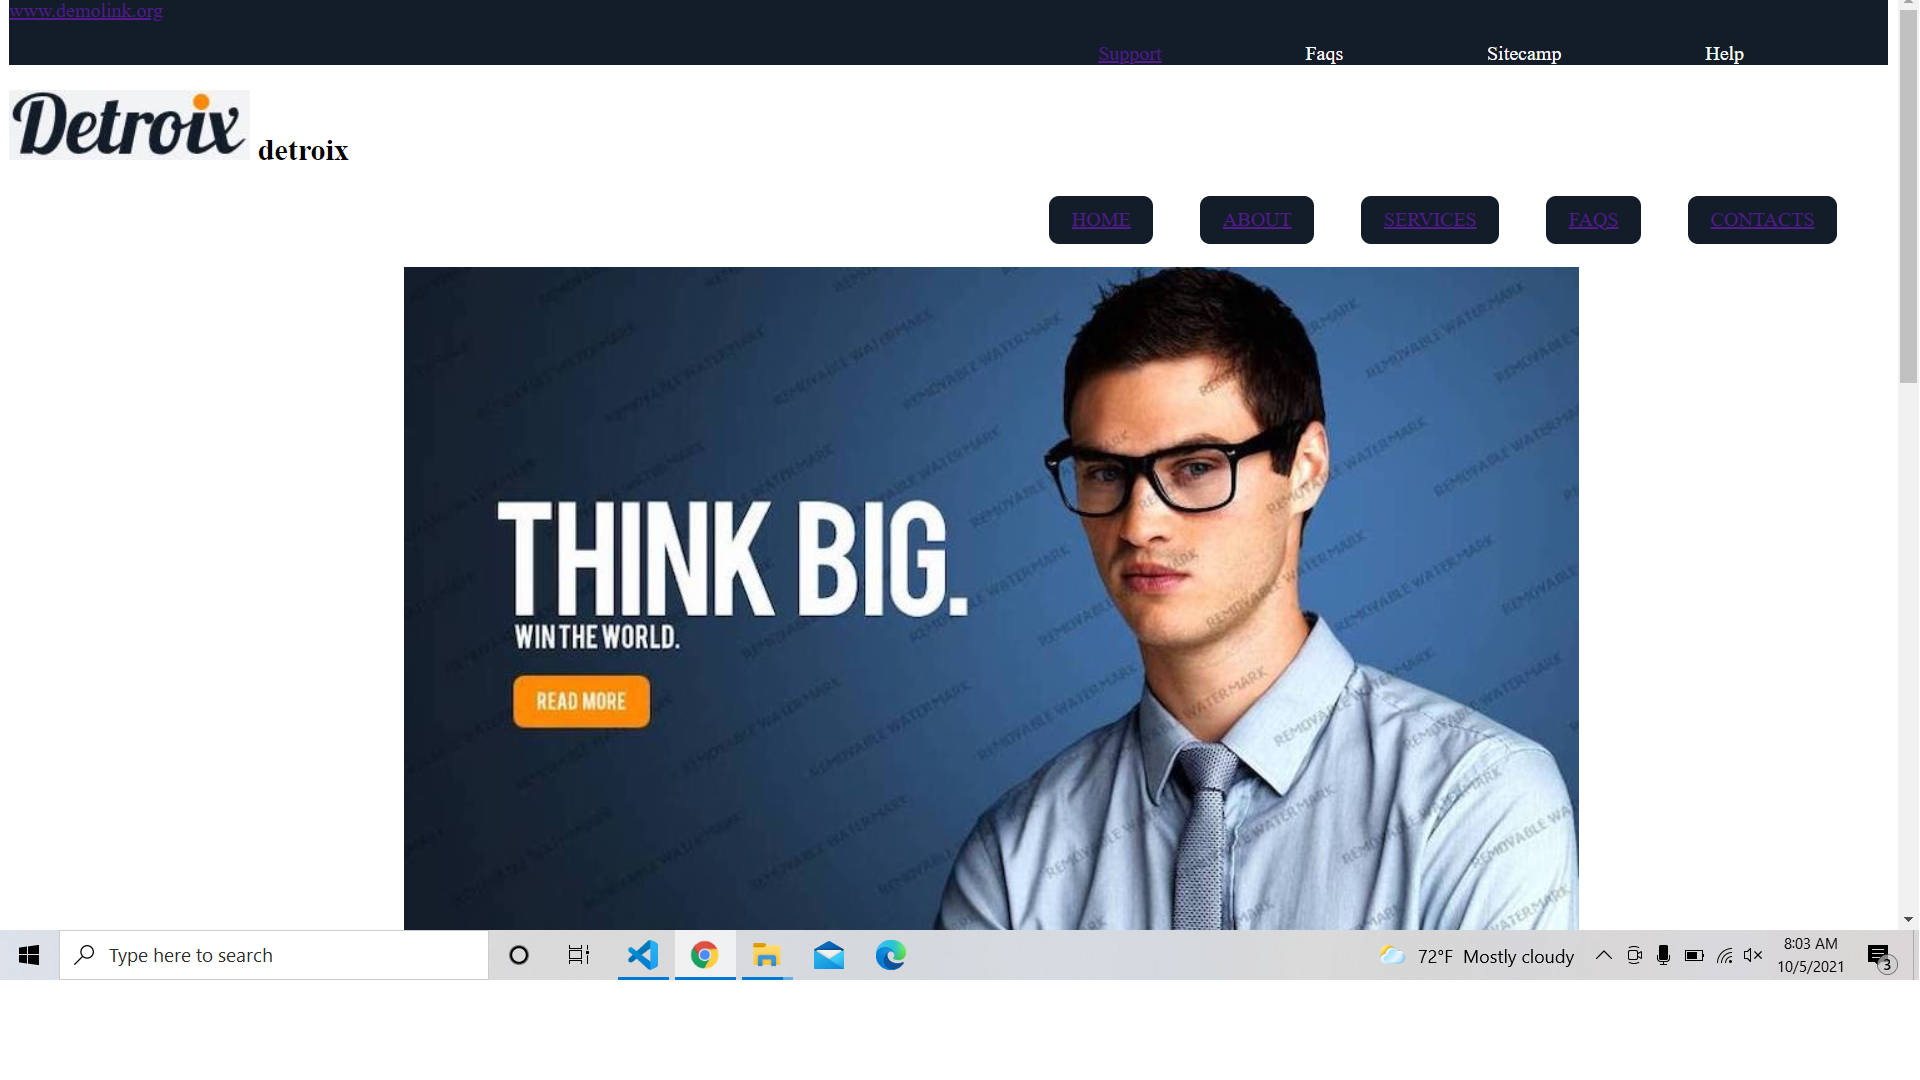 www.demolink.org
Support Faqs Sitecamp Help
Detroix detroix
HOME ABOUT SERVICES FAQS CONTACTS
THINK BIG.
WIN THE WORLD.
READ MORE
REMOVABLE WATERMARK
Type here to search
72°F Mostly cloudy
8:03 AM
10/5/2021
3